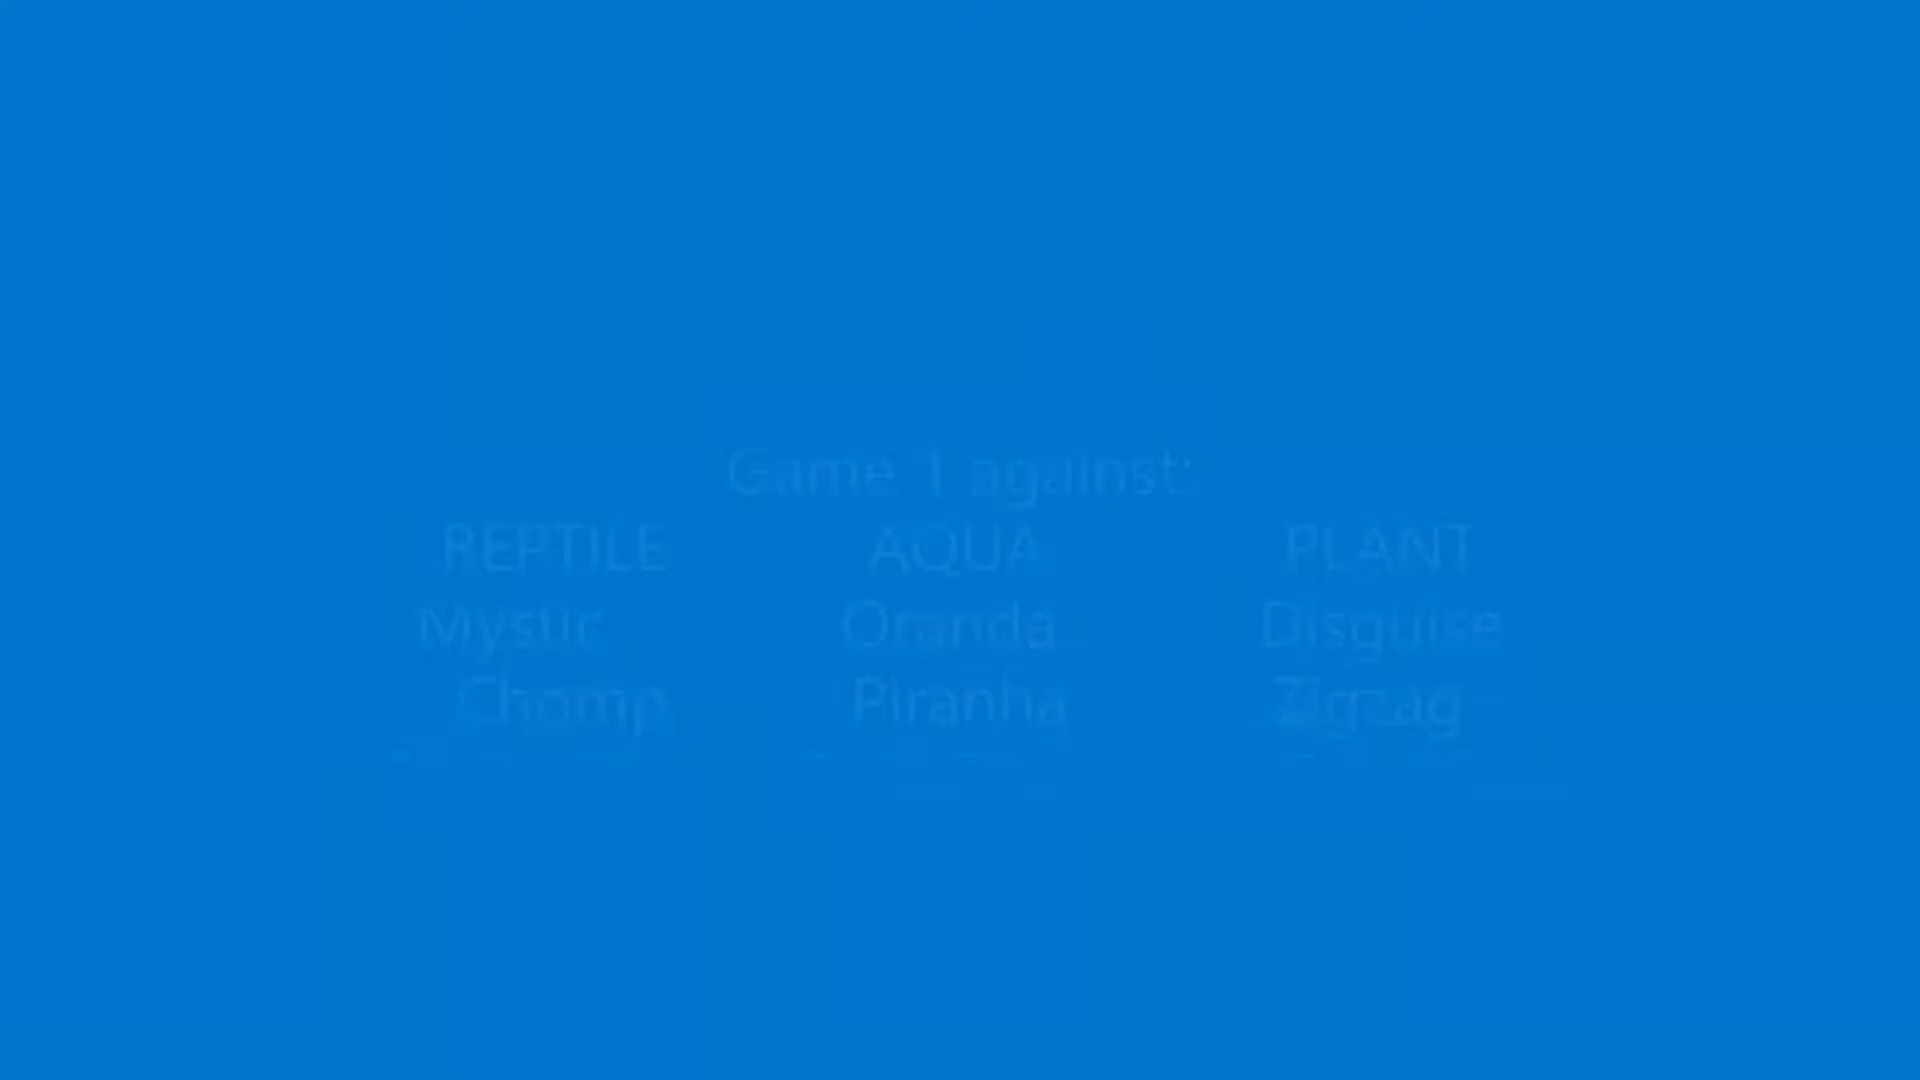 Game 1 against:
REPTILE AQUA PLANT
Mystic Oranda Disguise
Chomp Piranha Zigzag